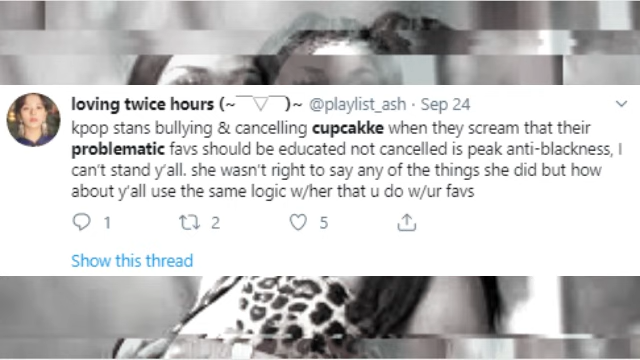 loving twice hours (~￣▽￣)~ @playlist_ash · Sep 24
kpop stans bullying & cancelling cupcakke when they scream that their
problematic favs should be educated not cancelled is peak anti-blackness, I
can't stand y'all. she wasn't right to say any of the things she did but how
about y'all use the same logic w/her that u do w/ur favs
1 2 5
Show this thread